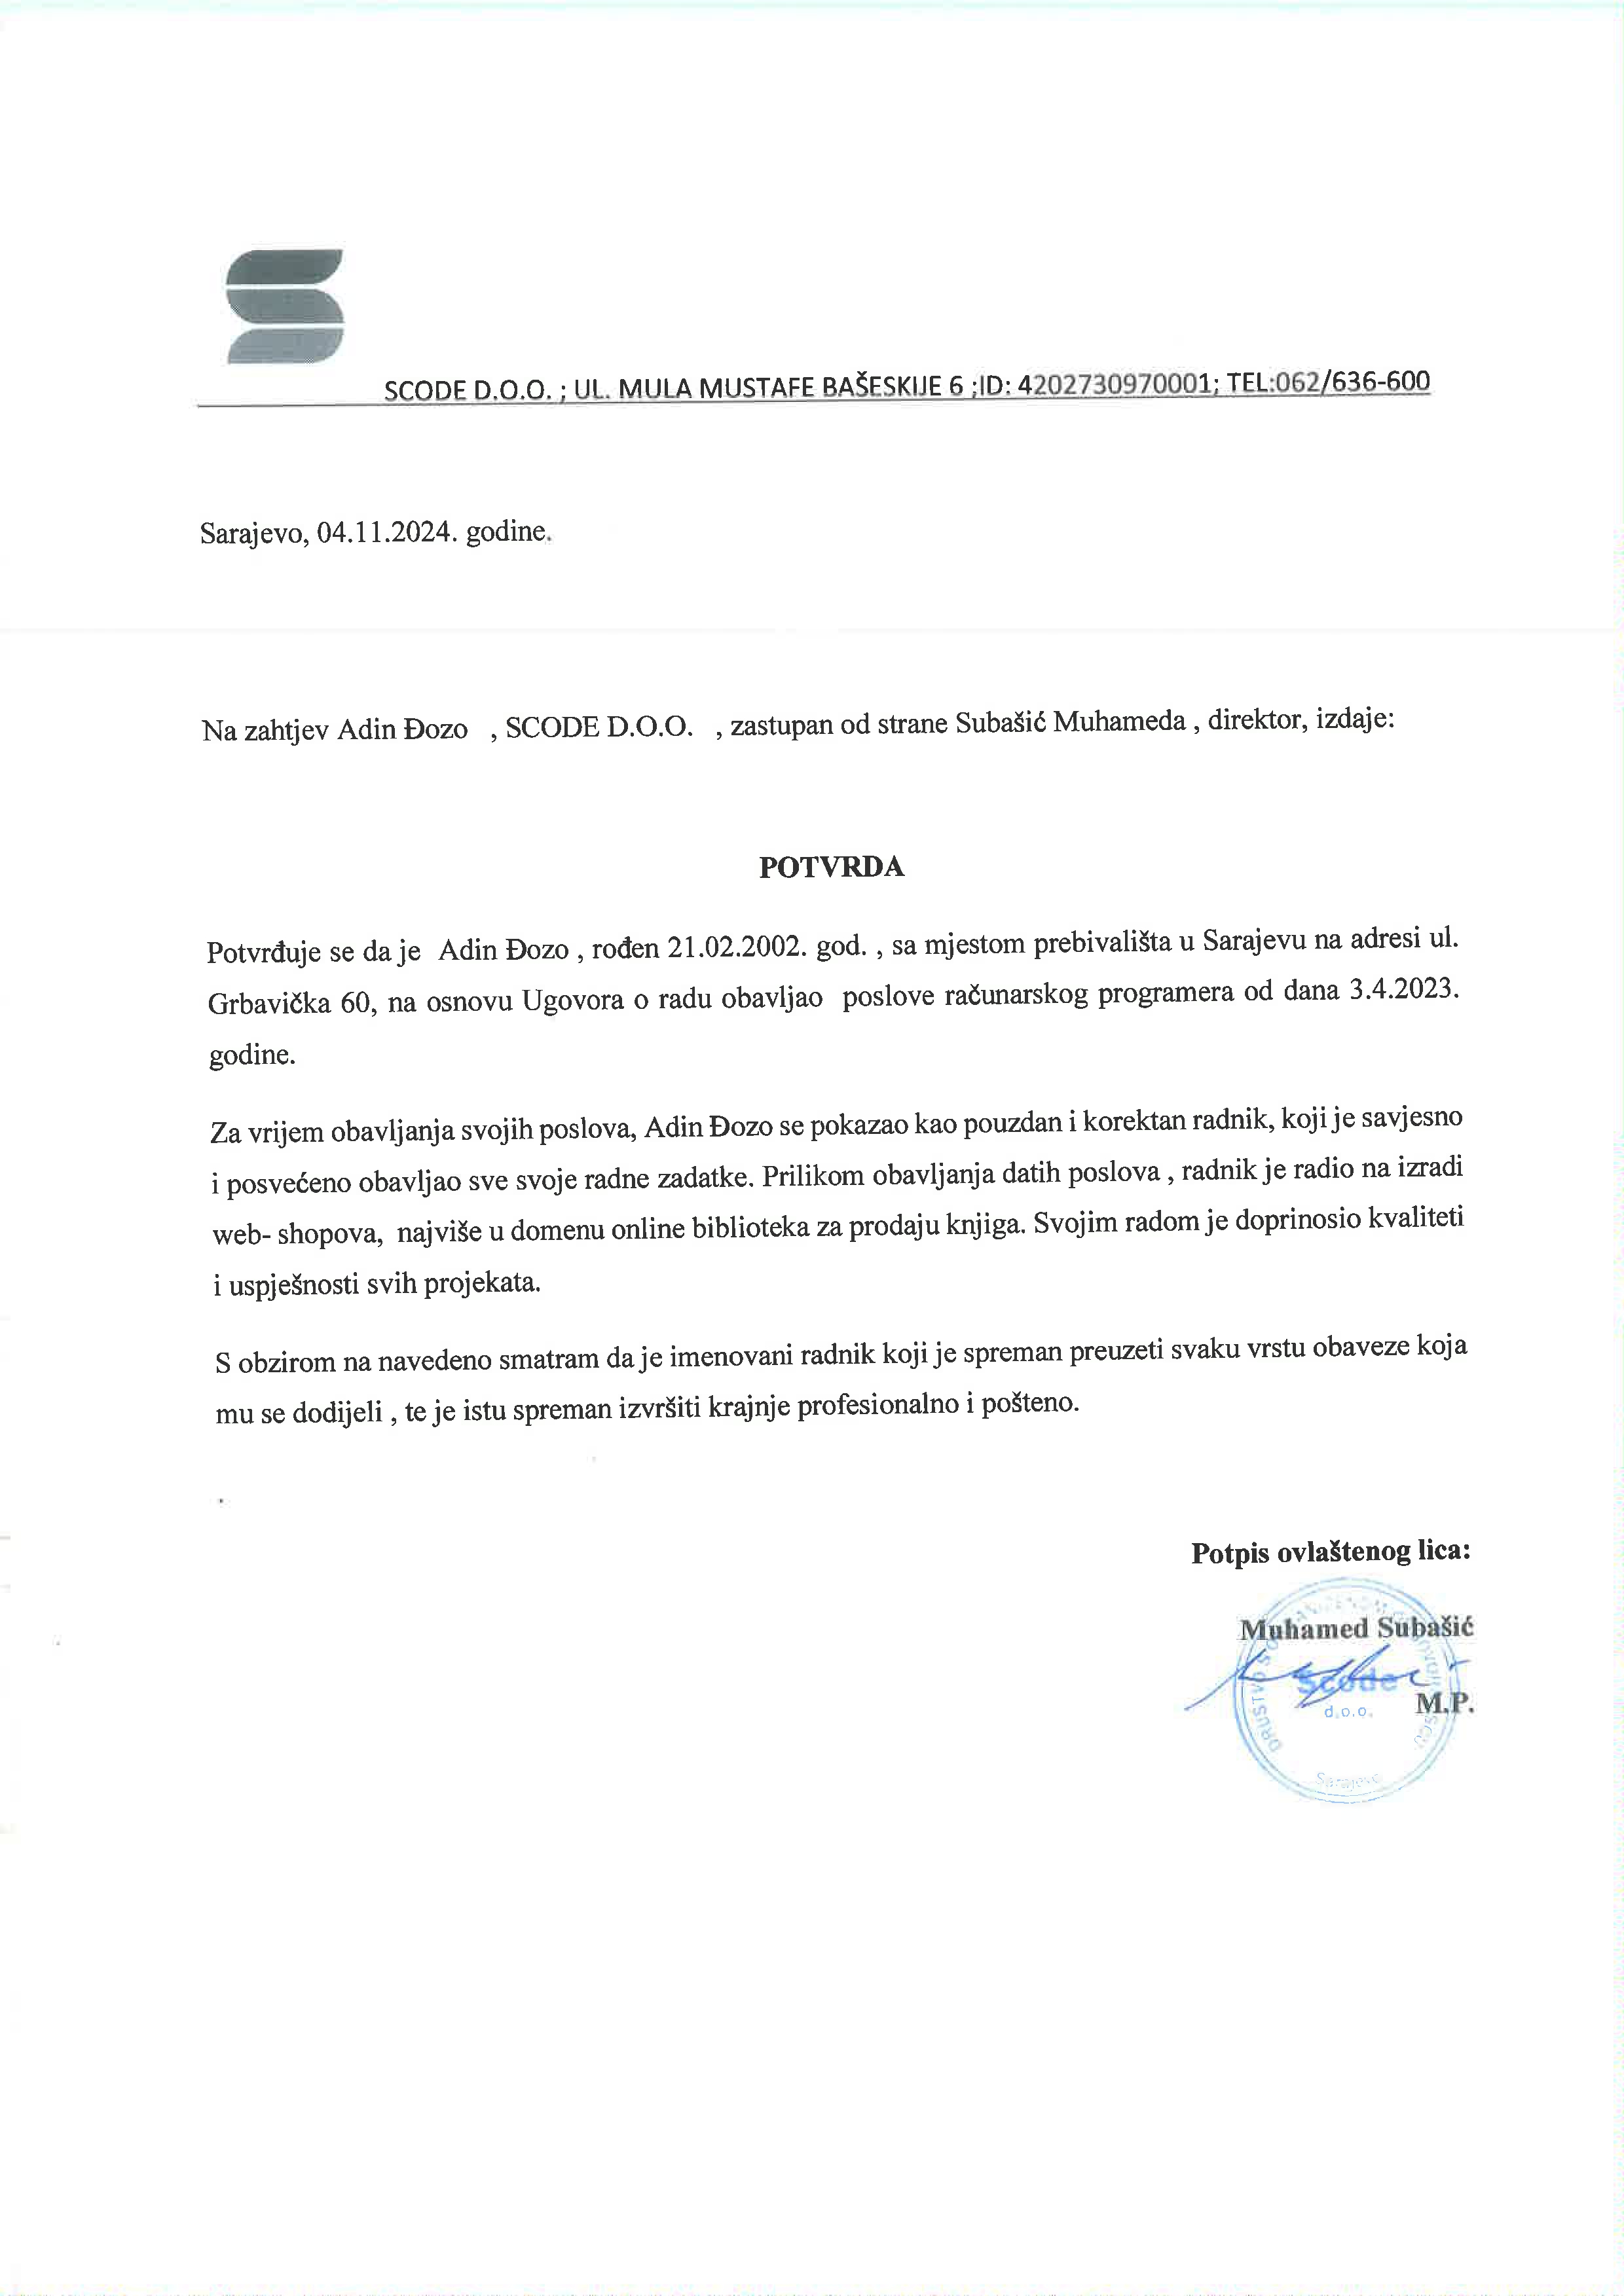 SCODE D.O.O. ; UL. MULA MUSTAFE BAŠESKIJE 6 ;ID: 4202730970001; TEL:062/636-600
Sarajevo, 04.11.2024. godine.
Na zahtjev Adin Đozo , SCODE D.O.O. , zastupan od strane Subašić Muhameda , direktor, izdaje:
POTVRDA
Potvrđuje se da je Adin Đozo , rođen 21.02.2002. god. , sa mjestom prebivališta u Sarajevu na adresi ul.
Grbavička 60, na osnovu Ugovora o radu obavljao poslove računarskog programera od dana 3.4.2023.
godine.
Za vrijem obavljanja svojih poslova, Adin Đozo se pokazao kao pouzdan i korektan radnik, koji je savjesno
i posvećeno obavljao sve svoje radne zadatke. Prilikom obavljanja datih poslova , radnik je radio na izradi
web- shopova, najviše u domenu online biblioteka za prodaju knjiga. Svojim radom je doprinosio kvaliteti
i uspješnosti svih projekata.
S obzirom na navedeno smatram da je imenovani radnik koji je spreman preuzeti svaku vrstu obaveze koja
mu se dodijeli , te je istu spreman izvršiti krajnje profesionalno i pošteno.
Potpis ovlaštenog lica:
Muhamed Subašić
Scode
M.P.
d.o.o.
Sarajevo